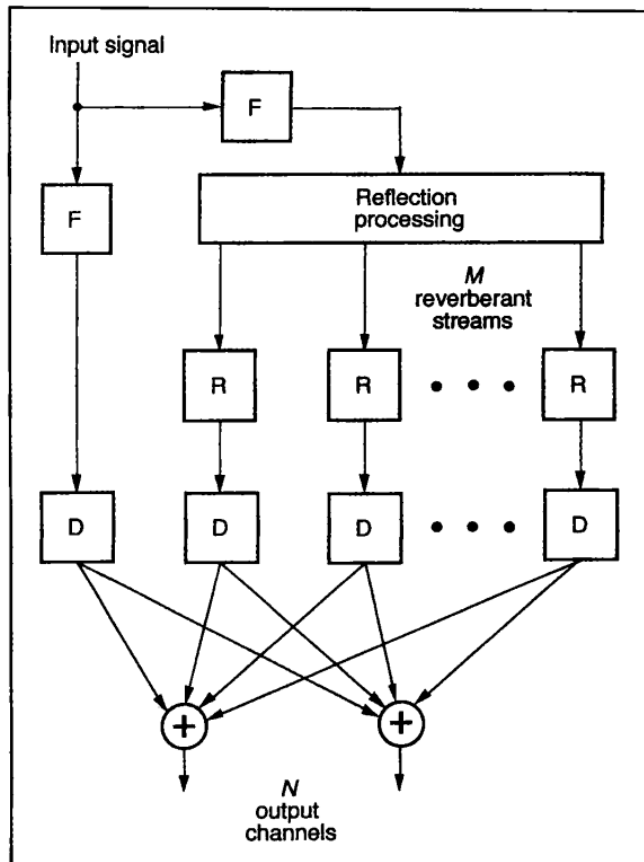 Input signal
F
F
Reflection
processing
M
reverberant
streams
R
R
R
D
D
D
D
+
+
N
output
channels